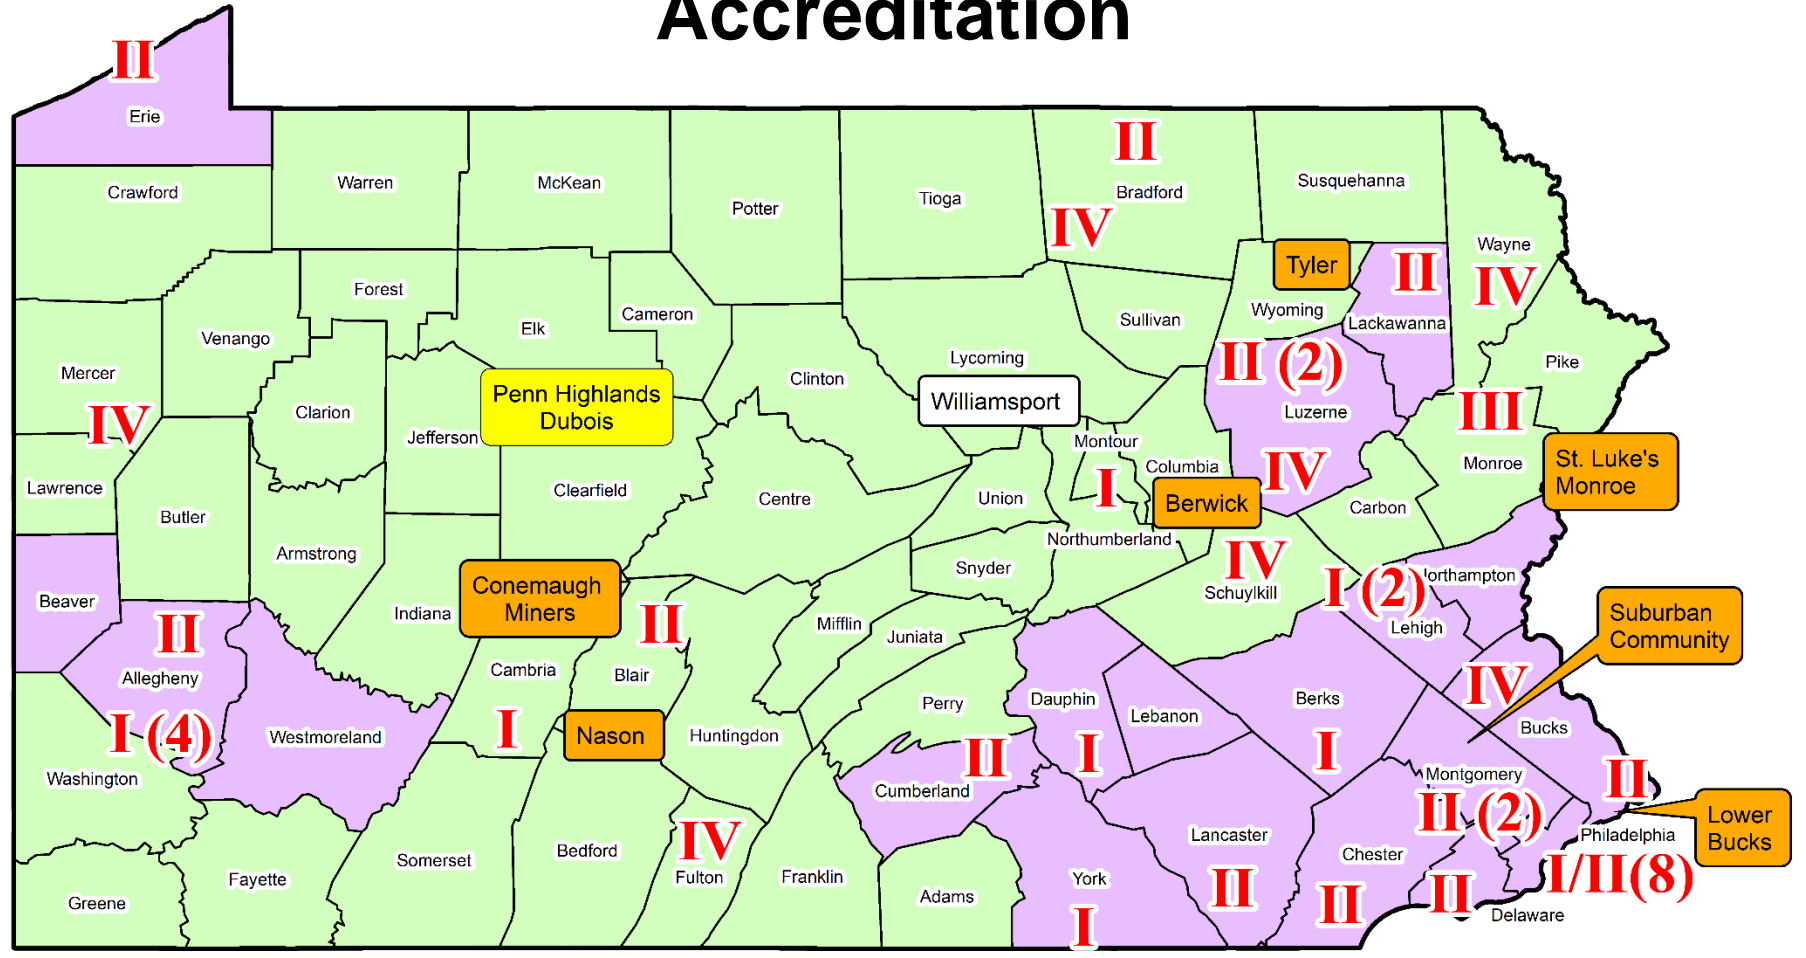 Accreditation
II
Erie
Crawford
Warren
McKean
Potter
Tioga
II
Bradford
IV
Susquehanna
Wayne
IV
Tyler
II
Forest
Cameron
Venango
Elk
Sullivan
Wyoming
Lackawanna
Mercer
IV
Clinton
Lycoming
II (2)
Luzerne
IV
Pike
III
Monroe
Penn Highlands
Dubois
Williamsport
Clarion
Jefferson
Montour
I
Columbia
Berwick
St. Luke's
Monroe
Lawrence
Butler
Clearfield
Centre
Union
Carbon
Armstrong
Northumberland
Snyder
IV
Schuylkill
I (2)
orthampton
Lehigh
Beaver
Conemaugh
Miners
Indiana
II
Blair
Mifflin
Juniata
Suburban
Community
II
Allegheny
I (4)
Cambria
I
Perry
Dauphin
I
Lebanon
Berks
I
IV
Bucks
II
Westmoreland
Nason
Huntingdon
Washington
II
Cumberland
Montgomery
II (2)
Lower
Bucks
Philadelphia
I/II(8)
IV
Fulton
Lancaster
II
Chester
II
II
Delaware
Greene
Fayette
Somerset
Bedford
Franklin
Adams
York
I